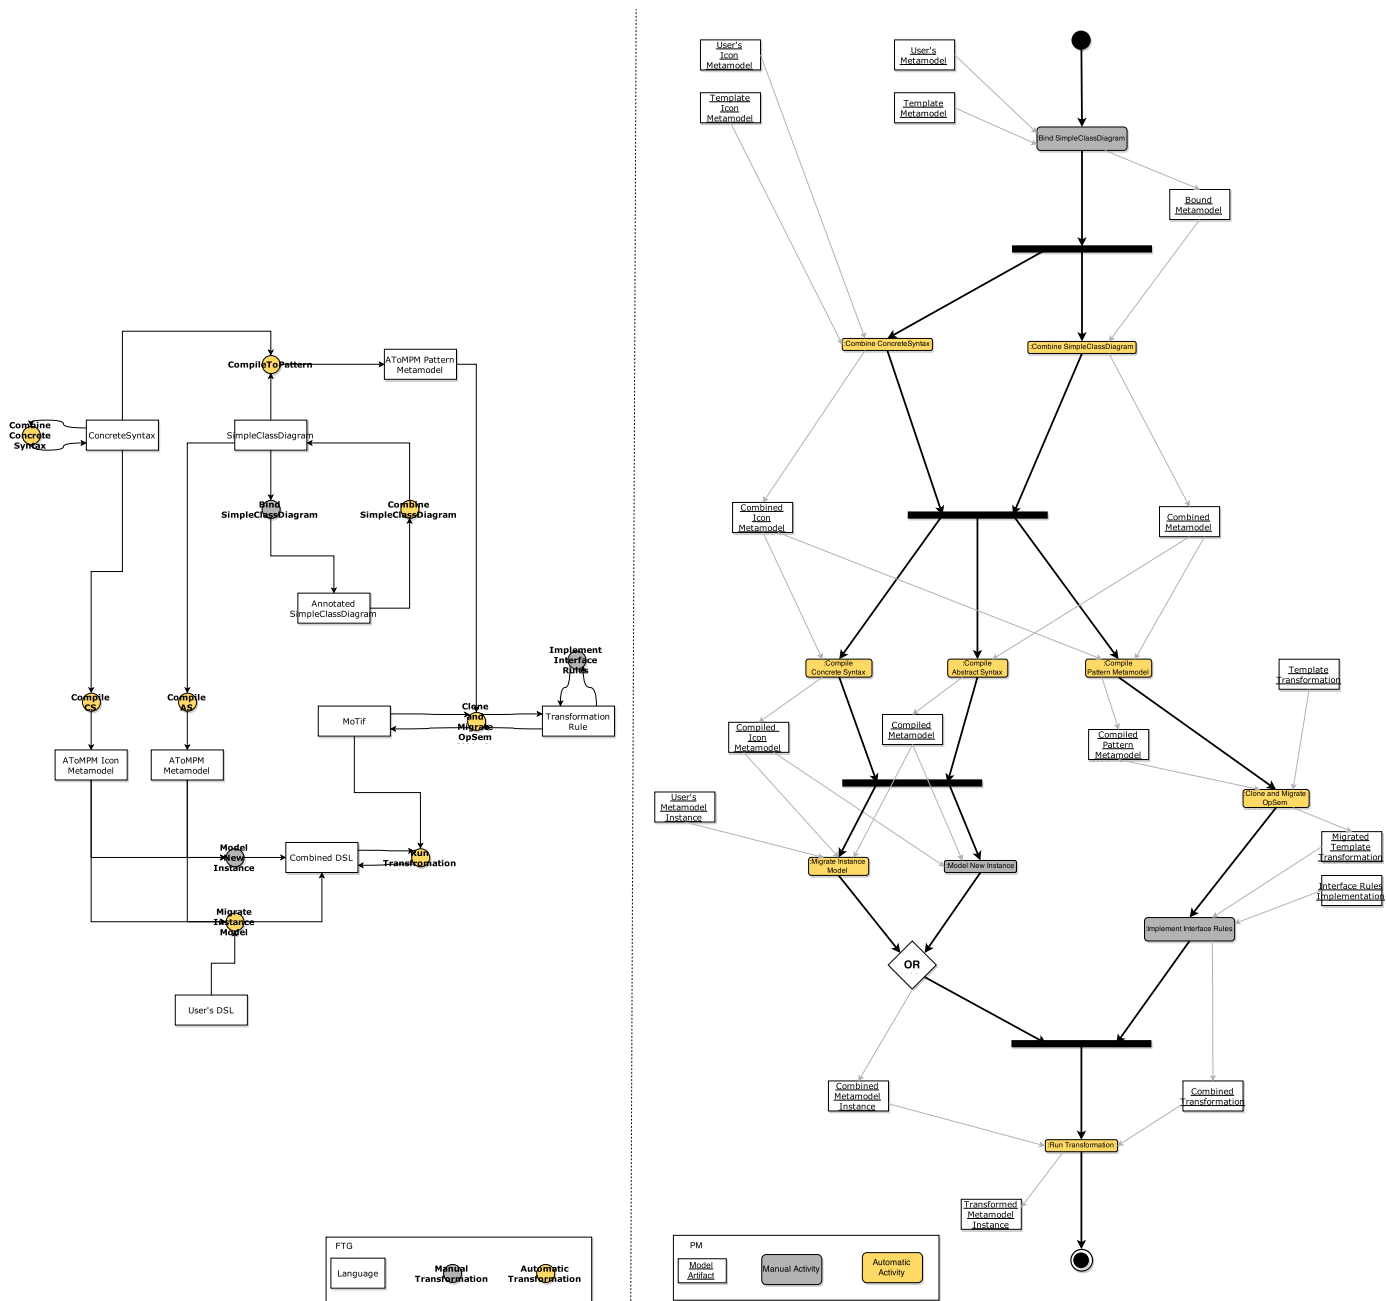 CompileToPattern
AToMPM Pattern
Metamodel
Combine
Concrete
Syntax
ConcreteSyntax
SimpleClassDiagram
Bind
SimpleClassDiagram
Combine
SimpleClassDiagram
Annotated
SimpleClassDiagram
Implement
Interface
Rules
Compile
CS
Compile
AS
MoTif
Clone
and
Migrate
OpSem
Transformation
Rule
AToMPM Icon
Metamodel
AToMPM
Metamodel
Model
New
Instance
Combined DSL
Run
Transfromation
Migrate
Instance
Model
User's DSL
FTG
Language
Manual
Transformation
Automatic
Transformation
User's
Icon
Metamodel
User's
Metamodel
Template
Icon
Metamodel
Template
Metamodel
:Bind SimpleClassDiagram
Bound
Metamodel
:Combine ConcreteSyntax
:Combine SimpleClassDiagram
Combined
Icon
Metamodel
Combined
Metamodel
:Compile
Concrete Syntax
:Compile
Abstract Syntax
:Compile
Pattern Metamodel
Template
Transformation
Compiled
Icon
Metamodel
Compiled
Metamodel
Compiled
Pattern
Metamodel
User's
Metamodel
Instance
:Clone and Migrate
OpSem
Migrated
Template
Transformation
:Migrate Instance
Model
:Model New Instance
Interface Rules
Implementation
:Implement Interface Rules
OR
Combined
Metamodel
Instance
Combined
Transformation
:Run Transformation
Transformed
Metamodel
Instance
PM
Model
Artifact
Manual Activity
Automatic
Activity